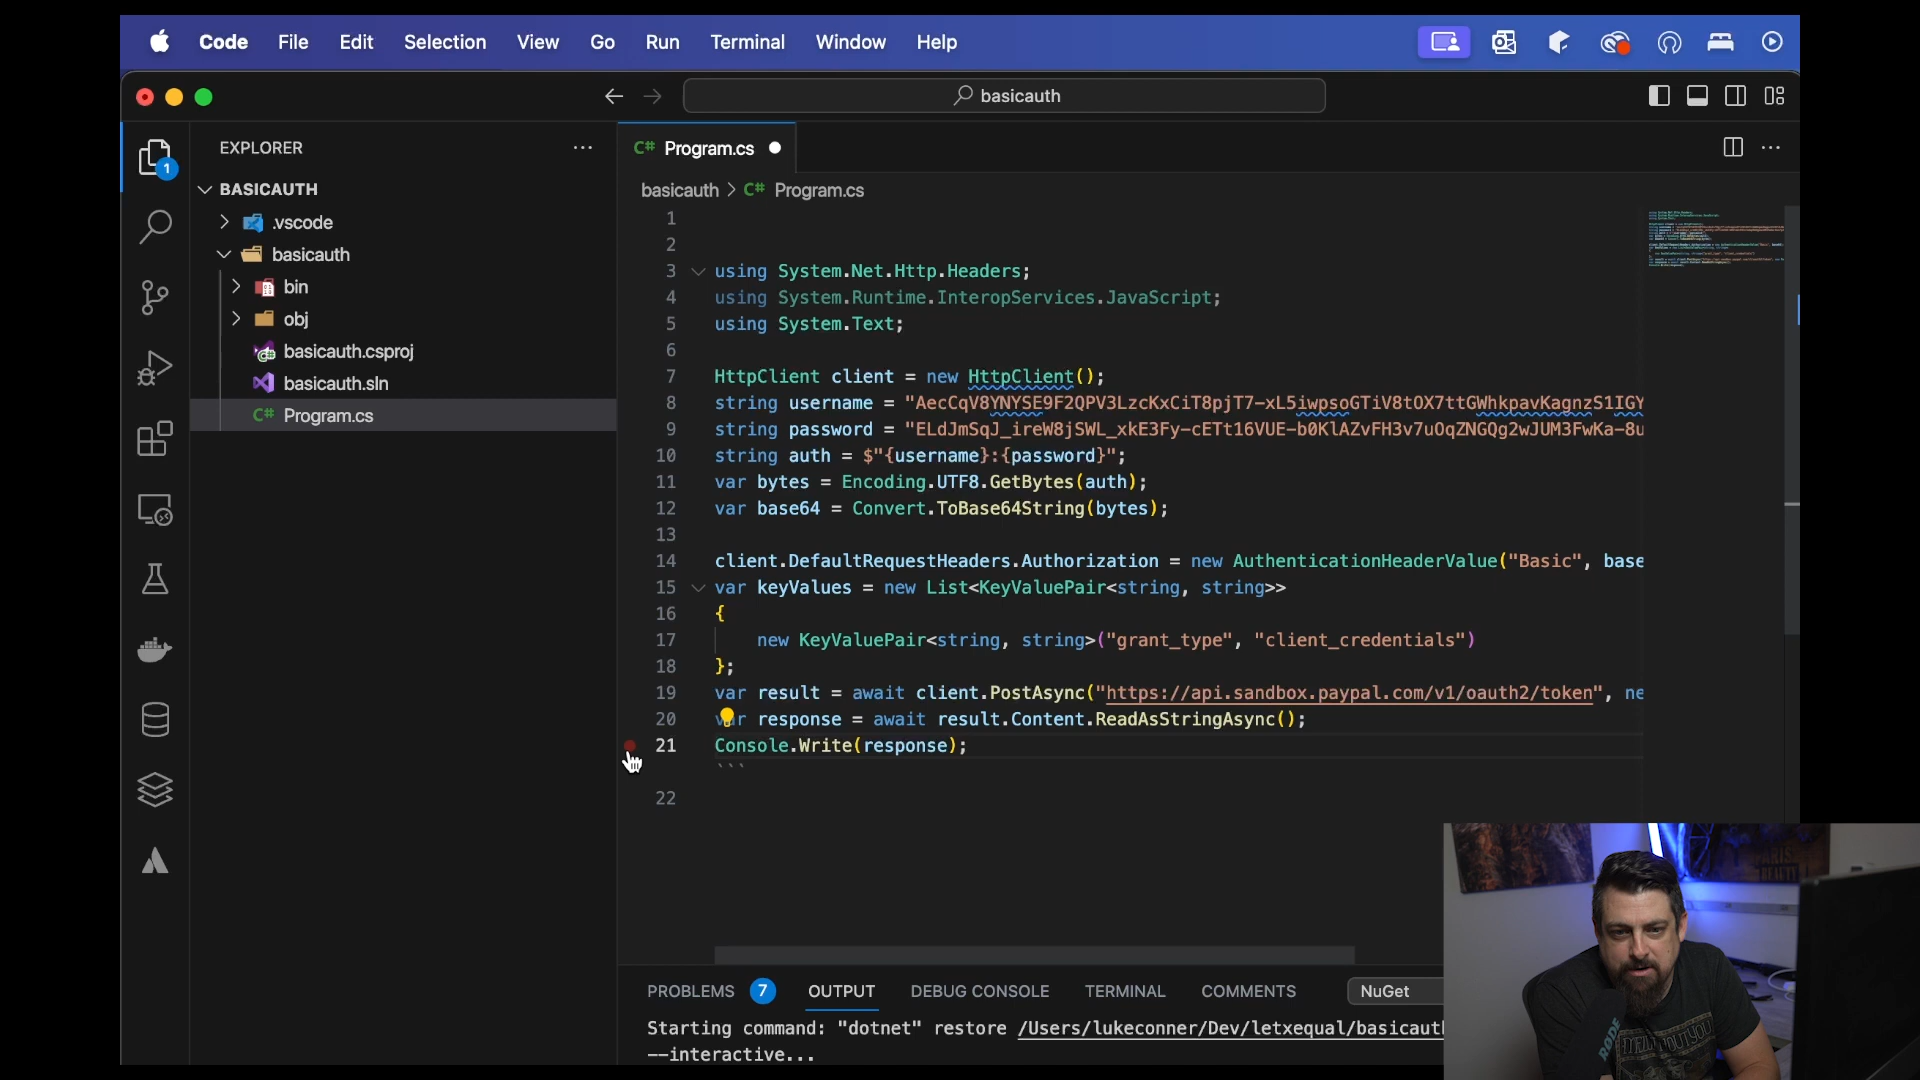 Code File Edit Selection View Go Run Terminal Window Help
basicauth
EXPLORER
1
BASICAUTH
.vscode
basicauth
bin
obj
basicauth.csproj
basicauth.sln
C# Program.cs
C# Program.cs
basicauth > C# Program.cs
1
2
3 using System.Net.Http.Headers;
4 using System.Runtime.InteropServices.JavaScript;
5 using System.Text;
6
7 HttpClient client = new HttpClient();
8 string username = "AecCqV8YNYSE9F2QPV3LzcKxCiT8pjT7-xL5iwpsoGTiV8tOX7ttGWhkpavKagnzS1IGY
9 string password = "ELdJmSqJ_ireW8jSWL_xkE3Fy-cETt16VUE-b0KlAZvFH3v7uOqZNGQg2wJUM3FwKa-8u
10 string auth = $"{username}:{password}";
11 var bytes = Encoding.UTF8.GetBytes(auth);
12 var base64 = Convert.ToBase64String(bytes);
13
14 client.DefaultRequestHeaders.Authorization = new AuthenticationHeaderValue("Basic", base
15 var keyValues = new List<KeyValuePair<string, string>>
16 {
17 new KeyValuePair<string, string>("grant_type", "client_credentials")
18 };
19 var result = await client.PostAsync("https://api.sandbox.paypal.com/v1/oauth2/token", ne
20 var response = await result.Content.ReadAsStringAsync();
21 Console.Write(response);
```
22
PROBLEMS 7 OUTPUT DEBUG CONSOLE TERMINAL COMMENTS NuGet
Starting command: "dotnet" restore /Users/lukeconner/Dev/letxequal/basicauth
--interactive...
RODE